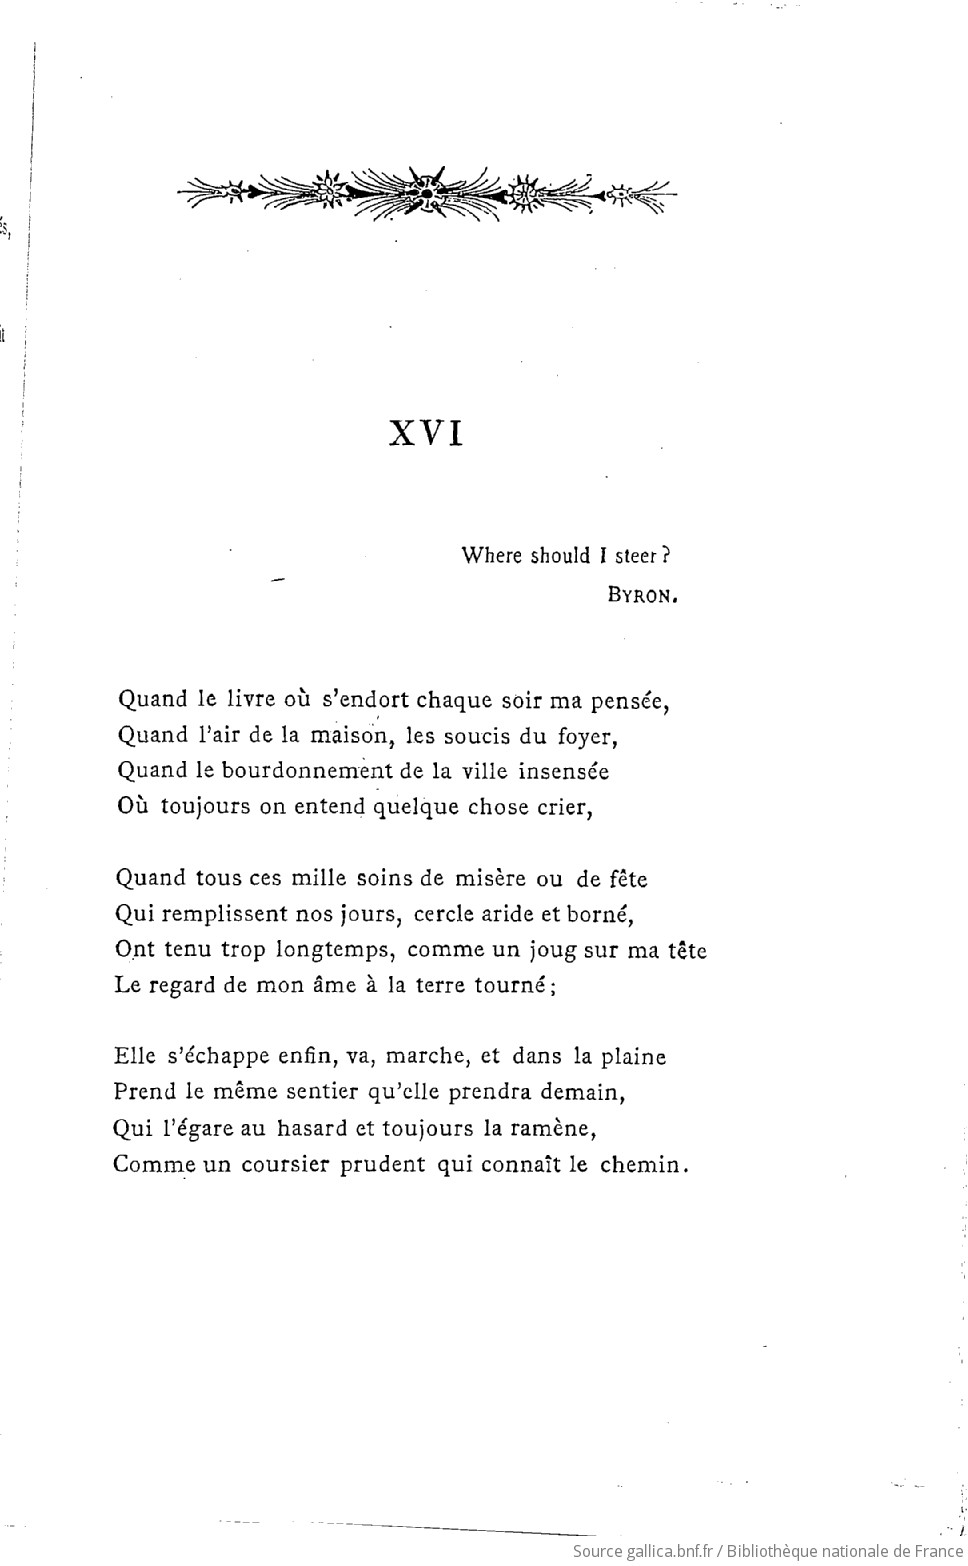 XVI
Where should I steer ?
BYRON.
Quand le livre où s'endort chaque soir ma pensée,
Quand l'air de la maison, les soucis du foyer,
Quand le bourdonnement de la ville insensée
Où toujours on entend quelque chose crier,
Quand tous ces mille soins de misère ou de fête
Qui remplissent nos jours, cercle aride et borné,
Ont tenu trop longtemps, comme un joug sur ma tête
Le regard de mon âme à la terre tourné ;
Elle s'échappe enfin, va, marche, et dans la plaine
Prend le même sentier qu'elle prendra demain,
Qui l'égare au hasard et toujours la ramène,
Comme un coursier prudent qui connaît le chemin.
Source gallica.bnf.fr / Bibliothèque nationale de France